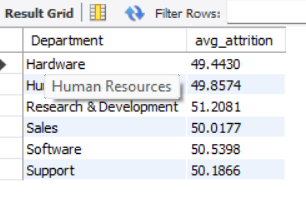 Result Grid Filter Rows:
Department avg_attrition
Hardware 49.4430
Hu Human Resources 49.8574
Research & Development 51.2081
Sales 50.0177
Software 50.5398
Support 50.1866